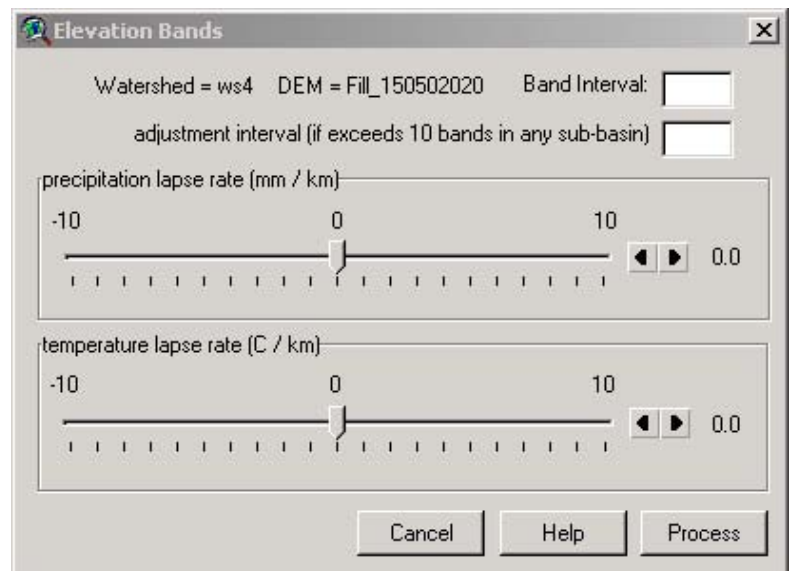 Elevation Bands
Watershed = ws4 DEM = Fill_150502020 Band Interval:
adjustment interval (if exceeds 10 bands in any sub-basin)
precipitation lapse rate (mm / km)
-10 0 10
0.0
temperature lapse rate (C / km)
-10 0 10
0.0
Cancel Help Process